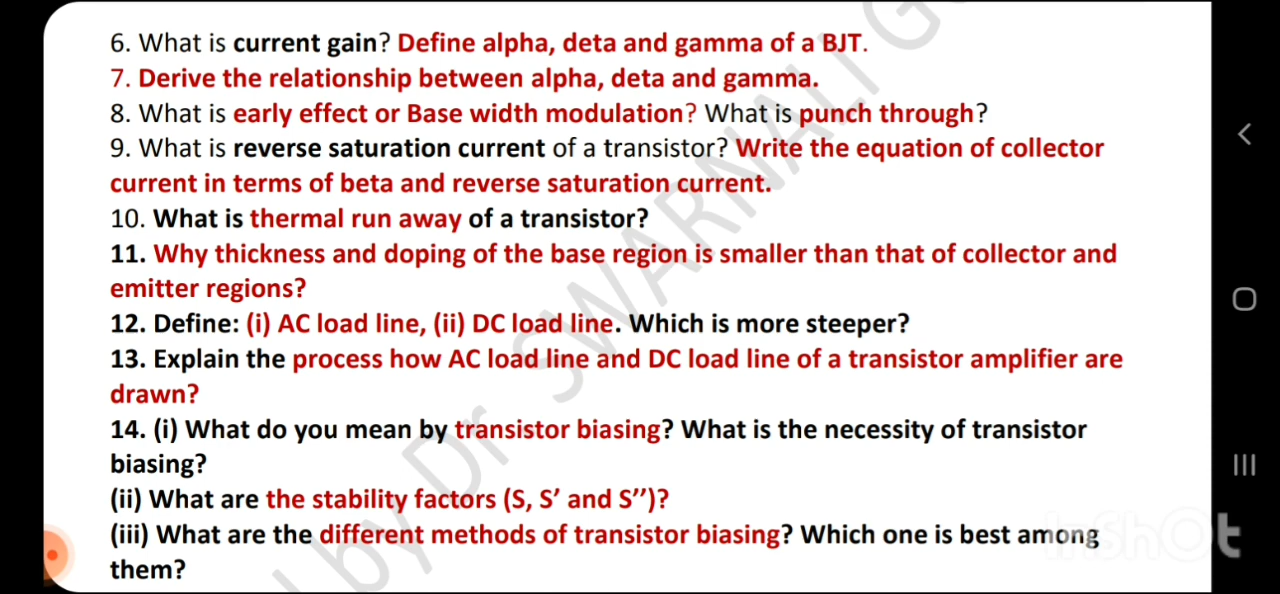 6. What is current gain? Define alpha, deta and gamma of a BJT.
7. Derive the relationship between alpha, deta and gamma.
8. What is early effect or Base width modulation? What is punch through?
9. What is reverse saturation current of a transistor? Write the equation of collector
current in terms of beta and reverse saturation current.
10. What is thermal run away of a transistor?
11. Why thickness and doping of the base region is smaller than that of collector and
emitter regions?
12. Define: (i) AC load line, (ii) DC load line. Which is more steeper?
13. Explain the process how AC load line and DC load line of a transistor amplifier are
drawn?
14. (i) What do you mean by transistor biasing? What is the necessity of transistor
biasing?
(ii) What are the stability factors (S, S′ and S′′)?
(iii) What are the different methods of transistor biasing? Which one is best among
them?
by Dr SWARNALI G
InShOt